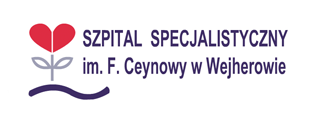 SZPITAL SPECJALISTYCZNY
im. F. Ceynowy w Wejherowie